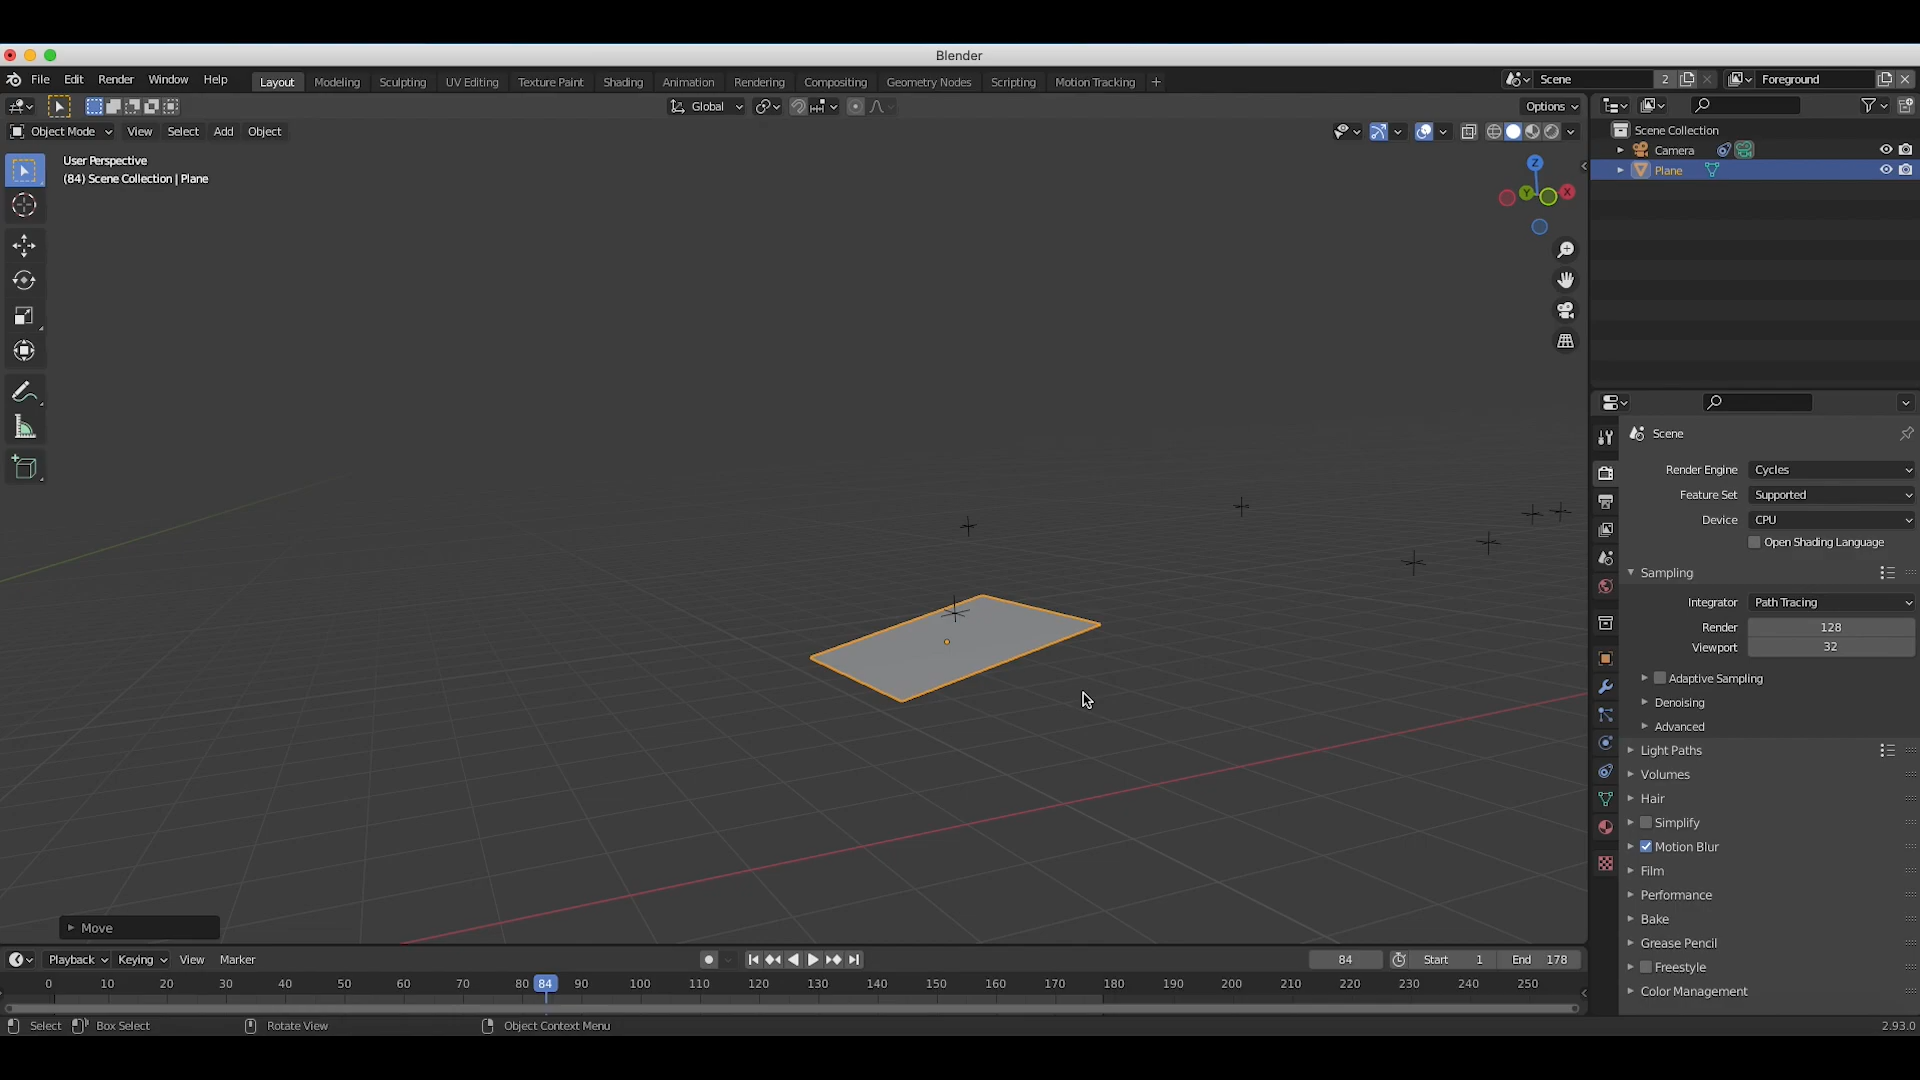 Blender
File Edit Render Window Help
Layout Modeling Sculpting UV Editing Texture Paint Shading Animation Rendering Compositing Geometry Nodes Scripting Motion Tracking +
Scene 2 Foreground
Global
Options
Object Mode View Select Add Object
User Perspective
(84) Scene Collection | Plane
Z
Y X
Scene Collection
Camera
Plane
Scene
Render Engine Cycles
Feature Set Supported
Device CPU
Open Shading Language
Sampling
Integrator Path Tracing
Render 128
Viewport 32
Adaptive Sampling
Denoising
Advanced
Light Paths
Volumes
Hair
Simplify
Motion Blur
Film
Performance
Bake
Grease Pencil
Freestyle
Color Management
Move
Playback Keying View Marker
84 Start 1 End 178
0 10 20 30 40 50 60 70 80 84 90 100 110 120 130 140 150 160 170 180 190 200 210 220 230 240 250
Select Box Select Rotate View Object Context Menu
2.93.0